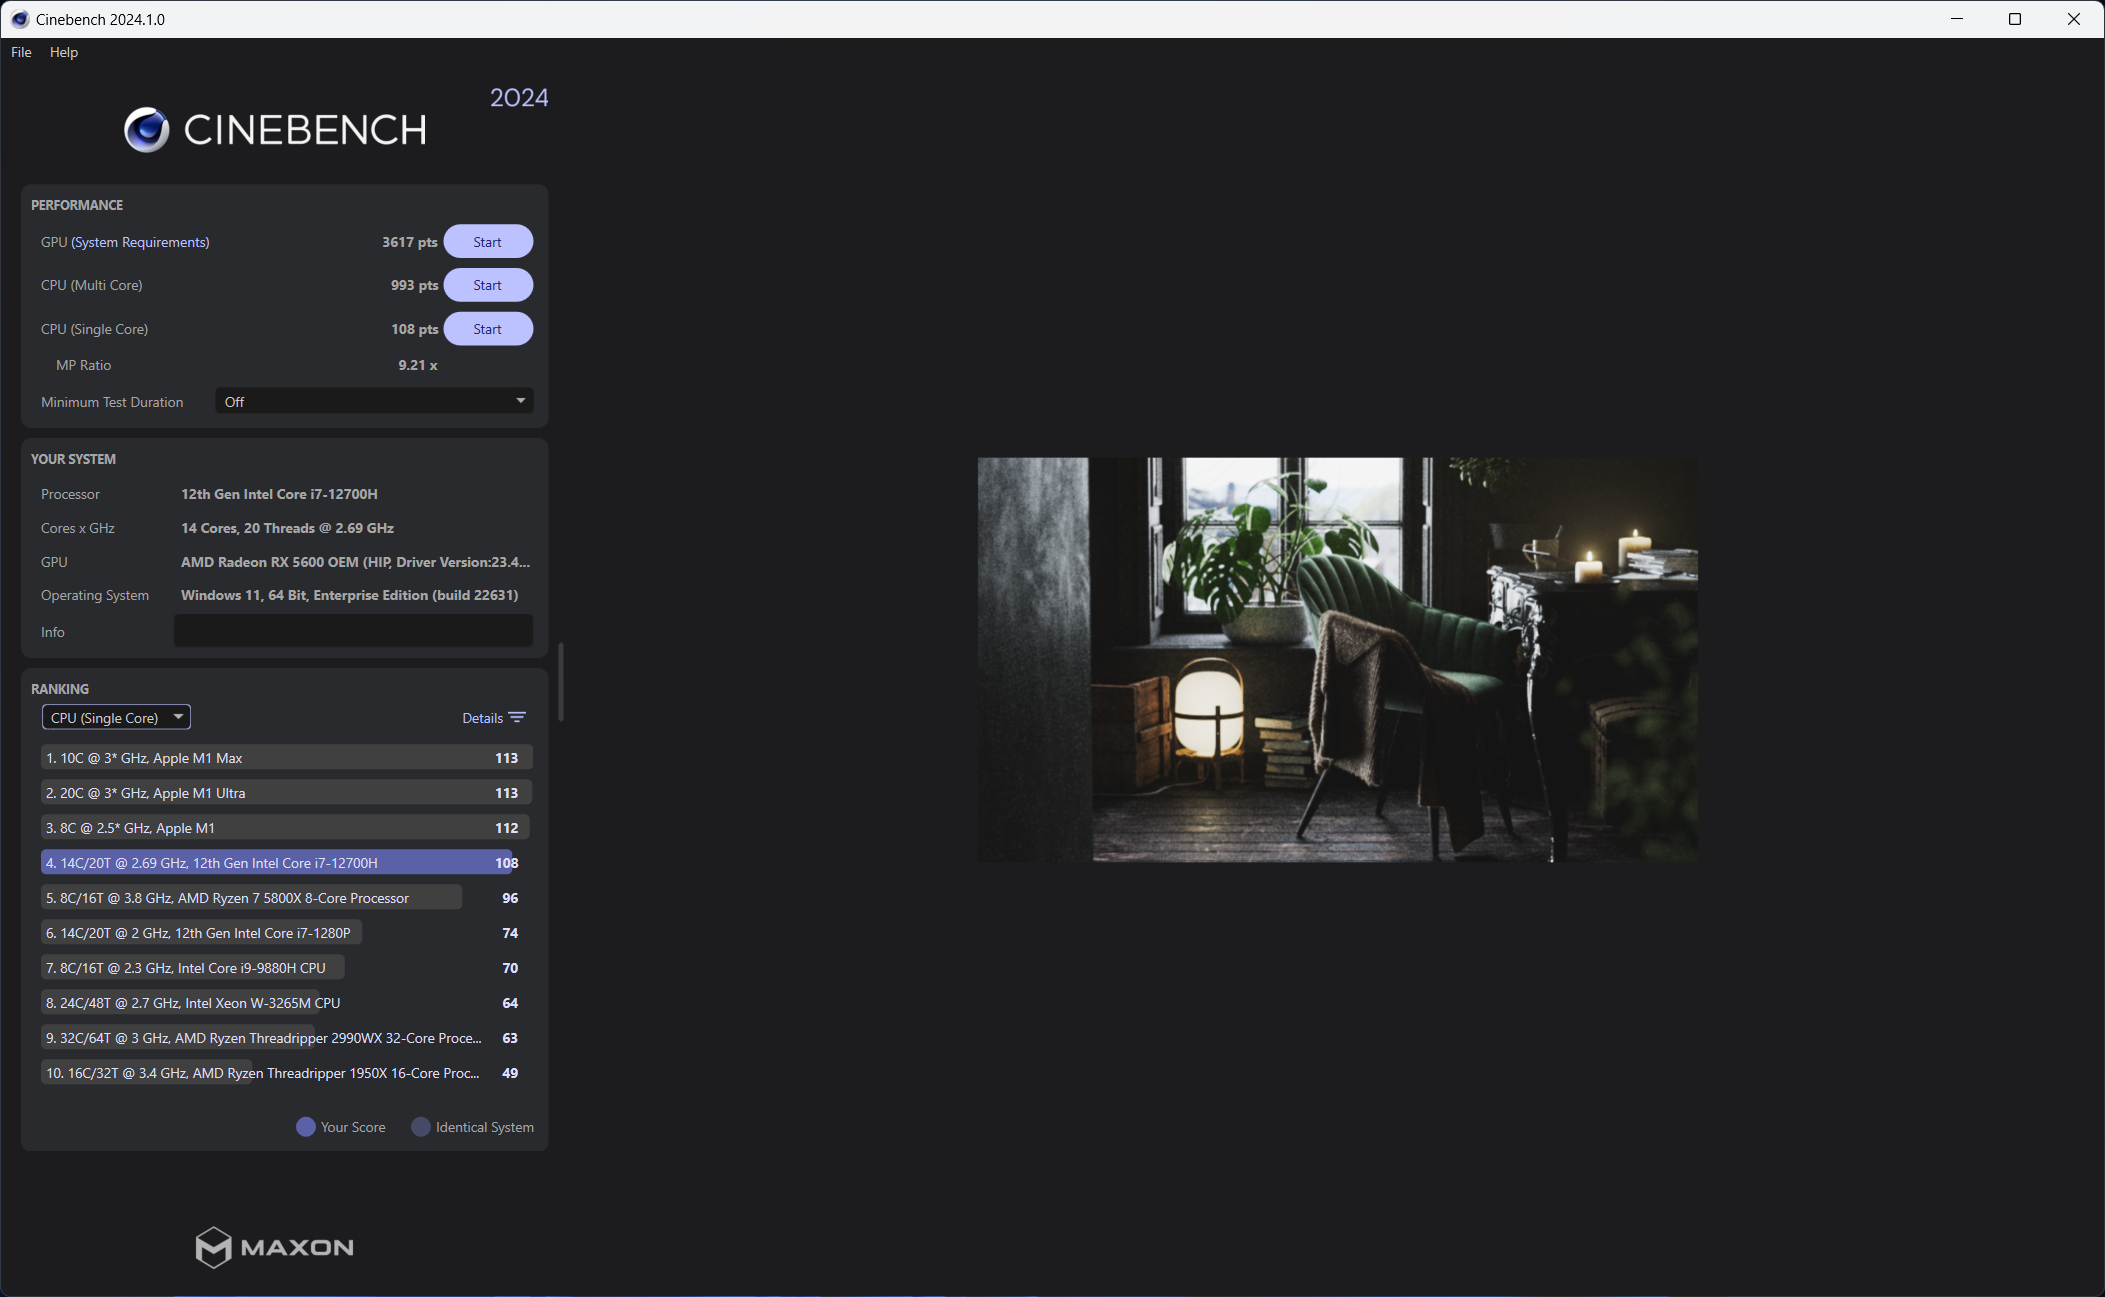 Cinebench 2024.1.0
File Help
2024
CINEBENCH
PERFORMANCE
GPU (System Requirements) 3617 pts Start
CPU (Multi Core) 993 pts Start
CPU (Single Core) 108 pts Start
MP Ratio 9.21 x
Minimum Test Duration Off
YOUR SYSTEM
Processor 12th Gen Intel Core i7-12700H
Cores x GHz 14 Cores, 20 Threads @ 2.69 GHz
GPU AMD Radeon RX 5600 OEM (HIP, Driver Version:23.4...
Operating System Windows 11, 64 Bit, Enterprise Edition (build 22631)
Info
RANKING
CPU (Single Core) Details
1. 10C @ 3* GHz, Apple M1 Max 113
2. 20C @ 3* GHz, Apple M1 Ultra 113
3. 8C @ 2.5* GHz, Apple M1 112
4. 14C/20T @ 2.69 GHz, 12th Gen Intel Core i7-12700H 108
5. 8C/16T @ 3.8 GHz, AMD Ryzen 7 5800X 8-Core Processor 96
6. 14C/20T @ 2 GHz, 12th Gen Intel Core i7-1280P 74
7. 8C/16T @ 2.3 GHz, Intel Core i9-9880H CPU 70
8. 24C/48T @ 2.7 GHz, Intel Xeon W-3265M CPU 64
9. 32C/64T @ 3 GHz, AMD Ryzen Threadripper 2990WX 32-Core Proce... 63
10. 16C/32T @ 3.4 GHz, AMD Ryzen Threadripper 1950X 16-Core Proc... 49
Your Score Identical System
MAXON